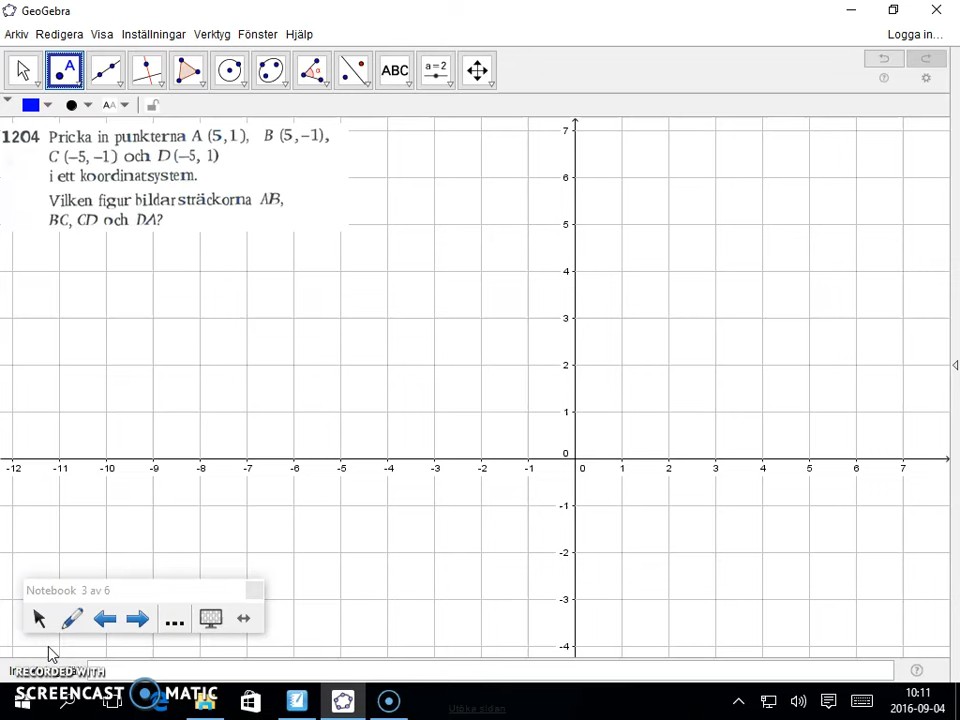 GeoGebra
Arkiv Redigera Visa Inställningar Verktyg Fönster Hjälp Logga in...
A ABC a=2
AA
1204 Pricka in punkterna A (5,1), B (5,−1),
C (−5, −1) och D (−5, 1)
i ett koordinatsystem.
Vilken figur bildar sträckorna AB,
BC, CD och DA?
7
6
5
4
3
2
1
0
-12 -11 -10 -9 -8 -7 -6 -5 -4 -3 -2 -1 0 1 2 3 4 5 6 7
-1
-2
-3
-4
Notebook 3 av 6
RECORDED WITH
SCREENCAST MATIC
Utöka sidan
10:11
2016-09-04